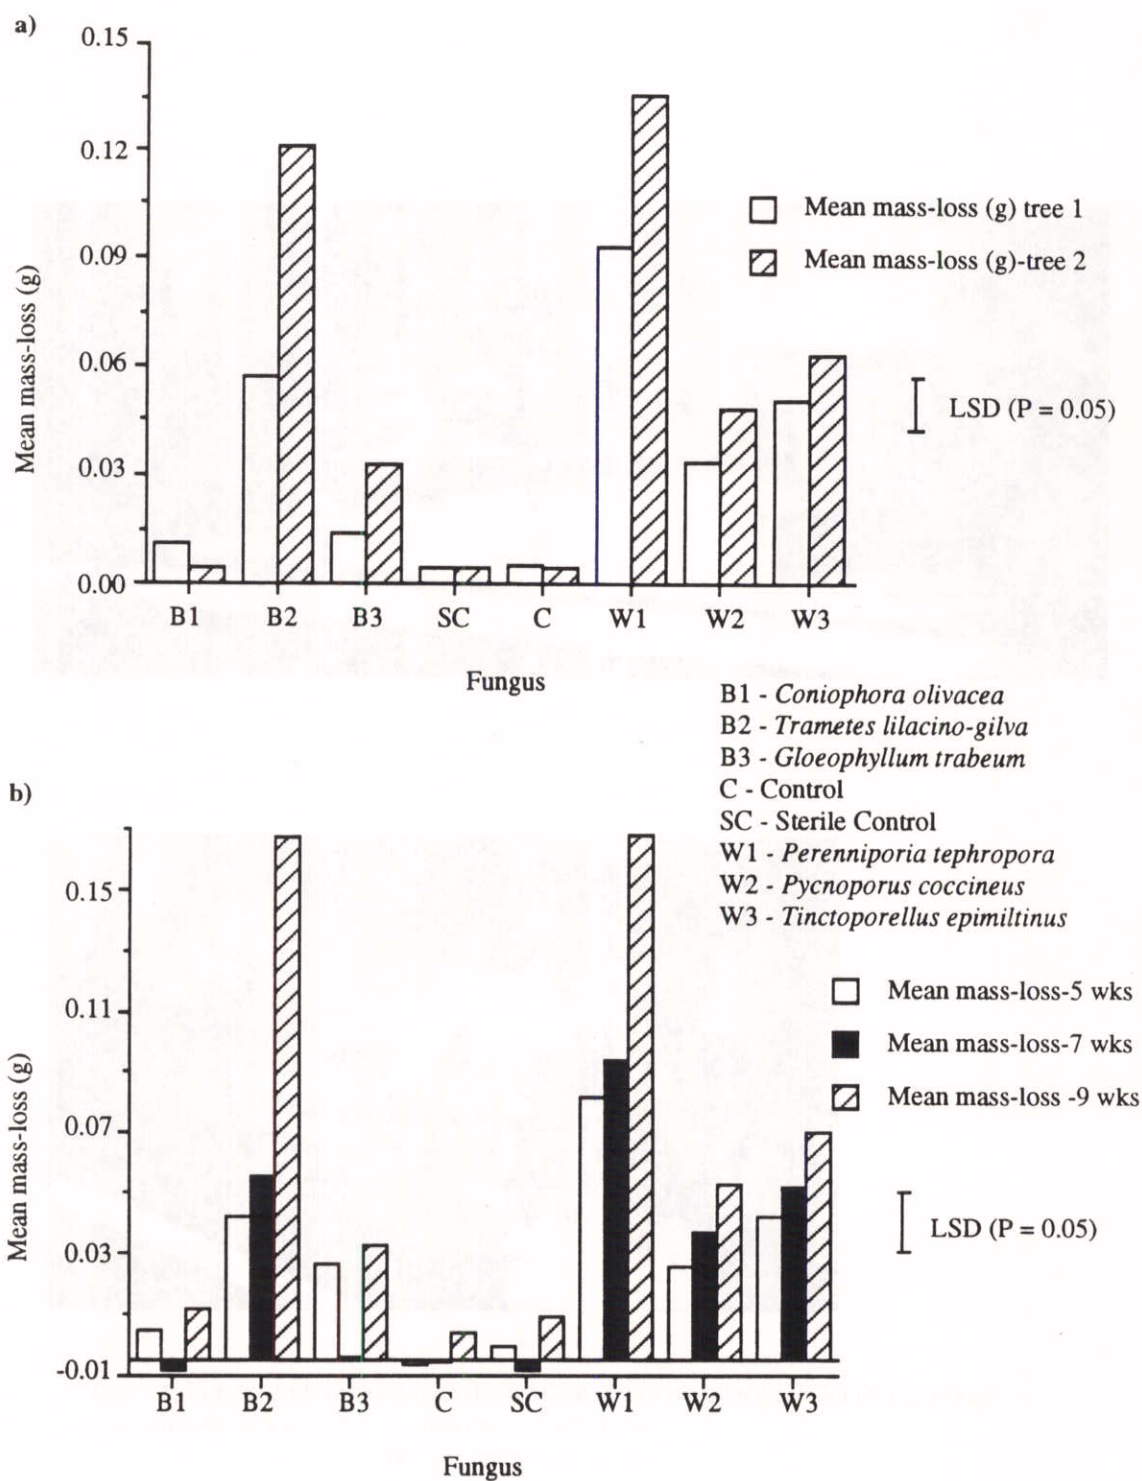 a)
0.15
0.12
0.09
0.06
0.03
0.00
Mean mass-loss (g)
Mean mass-loss (g) tree 1
Mean mass-loss (g)-tree 2
LSD (P = 0.05)
B1 B2 B3 SC C W1 W2 W3
Fungus
B1 - Coniophora olivacea
B2 - Trametes lilacino-gilva
B3 - Gloeophyllum trabeum
C - Control
SC - Sterile Control
W1 - Perenniporia tephropora
W2 - Pycnoporus coccineus
W3 - Tinctoporellus epimiltinus
b)
0.15
0.11
0.07
0.03
-0.01
Mean mass-loss (g)
Mean mass-loss-5 wks
Mean mass-loss-7 wks
Mean mass-loss -9 wks
LSD (P = 0.05)
B1 B2 B3 C SC W1 W2 W3
Fungus